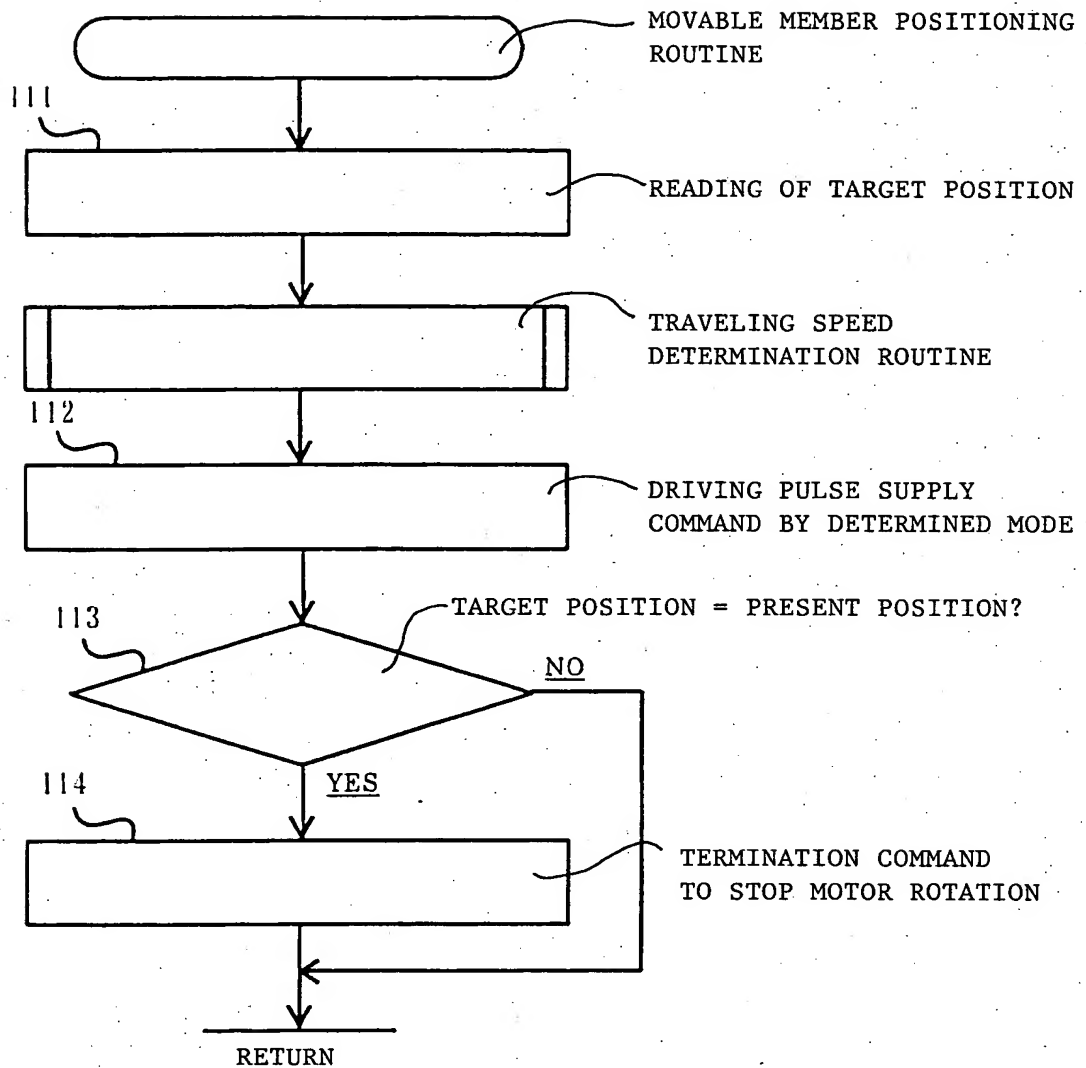 MOVABLE MEMBER POSITIONING
ROUTINE
111
READING OF TARGET POSITION
TRAVELING SPEED
DETERMINATION ROUTINE
112
DRIVING PULSE SUPPLY
COMMAND BY DETERMINED MODE
TARGET POSITION = PRESENT POSITION?
113
NO
YES
114
TERMINATION COMMAND
TO STOP MOTOR ROTATION
RETURN